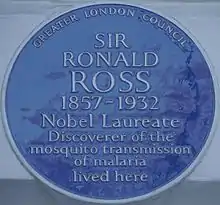 GREATER LONDON COUNCIL
SIR
RONALD
ROSS
1857-1932
Nobel Laureate
Discoverer of the
mosquito transmission
of malaria
lived here